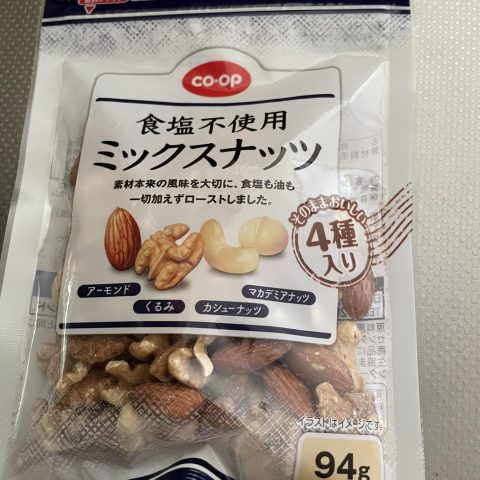 co·op
食塩不使用
ミックスナッツ
素材本来の風味を大切に、食塩も油も
一切加えずローストしました。
そのままおいしい
4種
入り
アーモンド
くるみ
カシューナッツ
マカデミアナッツ
イラストはイメージです。
94g